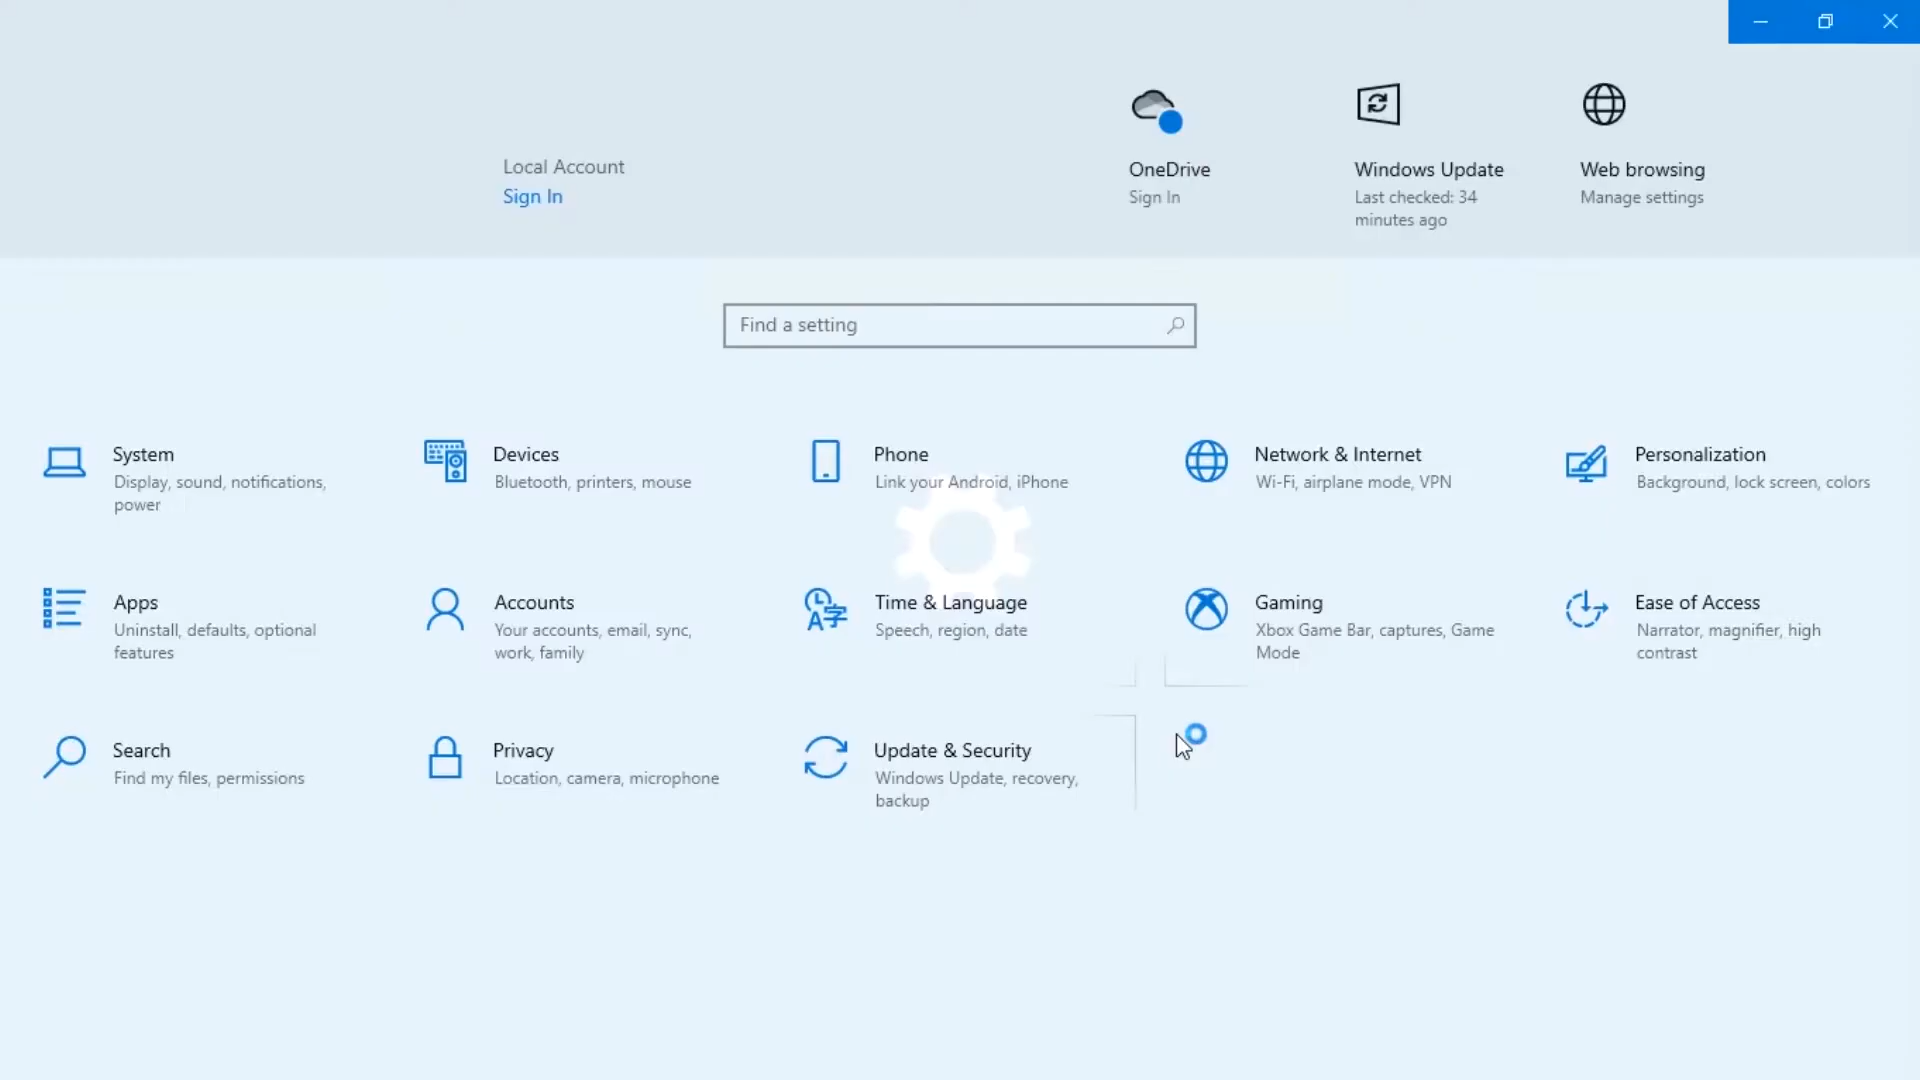 Local Account
Sign In
OneDrive
Sign In
Windows Update
Last checked: 34
minutes ago
Web browsing
Manage settings
Find a setting
System
Display, sound, notifications,
power
Devices
Bluetooth, printers, mouse
Phone
Link your Android, iPhone
Network & Internet
Wi-Fi, airplane mode, VPN
Personalization
Background, lock screen, colors
Apps
Uninstall, defaults, optional
features
Accounts
Your accounts, email, sync,
work, family
Time & Language
Speech, region, date
Gaming
Xbox Game Bar, captures, Game
Mode
Ease of Access
Narrator, magnifier, high
contrast
Search
Find my files, permissions
Privacy
Location, camera, microphone
Update & Security
Windows Update, recovery,
backup